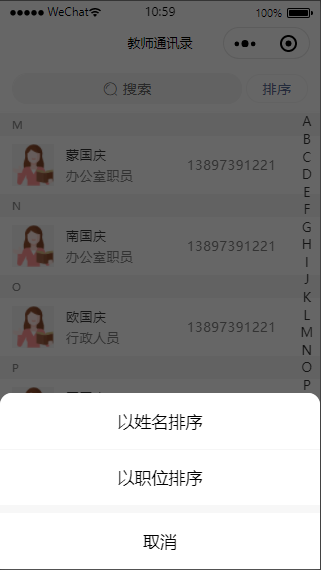 WeChat 10:59 100%
教师通讯录
搜索 排序
M
蒙国庆
办公室职员
13897391221
N
南国庆
办公室职员
13897391221
O
欧国庆
行政人员
13897391221
P
A
B
C
D
E
F
G
H
I
J
K
L
M
N
O
P
以姓名排序
以职位排序
取消